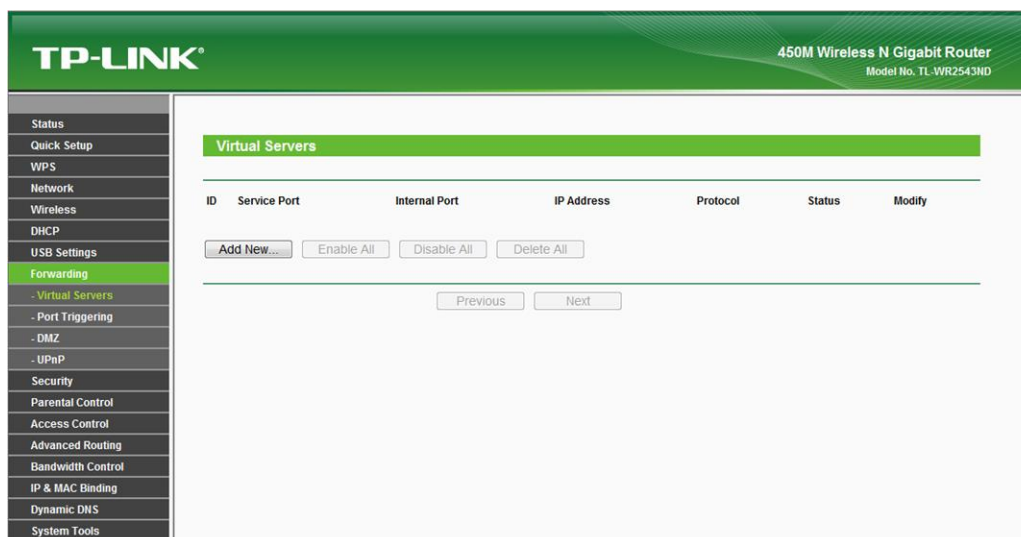 TP-LINK®
450M Wireless N Gigabit Router
Model No. TL-WR2543ND
Status
Quick Setup
WPS
Network
Wireless
DHCP
USB Settings
Forwarding
- Virtual Servers
- Port Triggering
- DMZ
- UPnP
Security
Parental Control
Access Control
Advanced Routing
Bandwidth Control
IP & MAC Binding
Dynamic DNS
System Tools
Virtual Servers
ID Service Port Internal Port IP Address Protocol Status Modify
Add New... Enable All Disable All Delete All
Previous Next